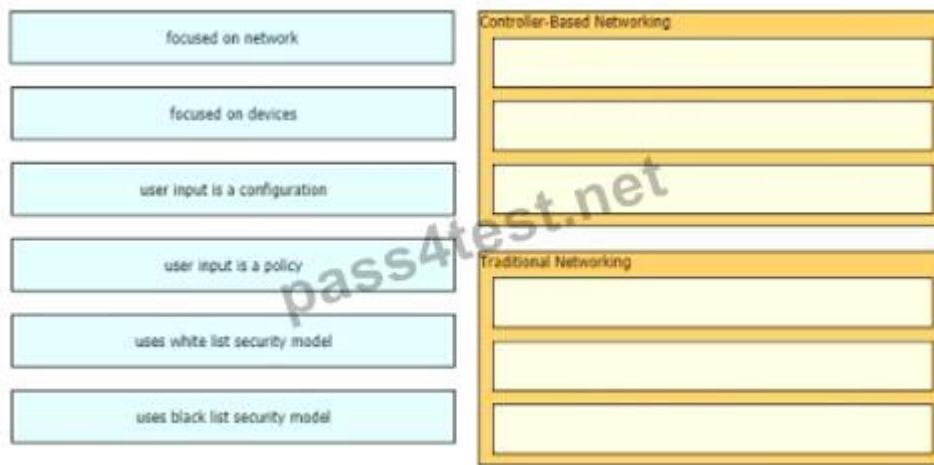 focused on network
focused on devices
user input is a configuration
user input is a policy
uses white list security model
uses black list security model
Controller-Based Networking
Traditional Networking
pass4test.net